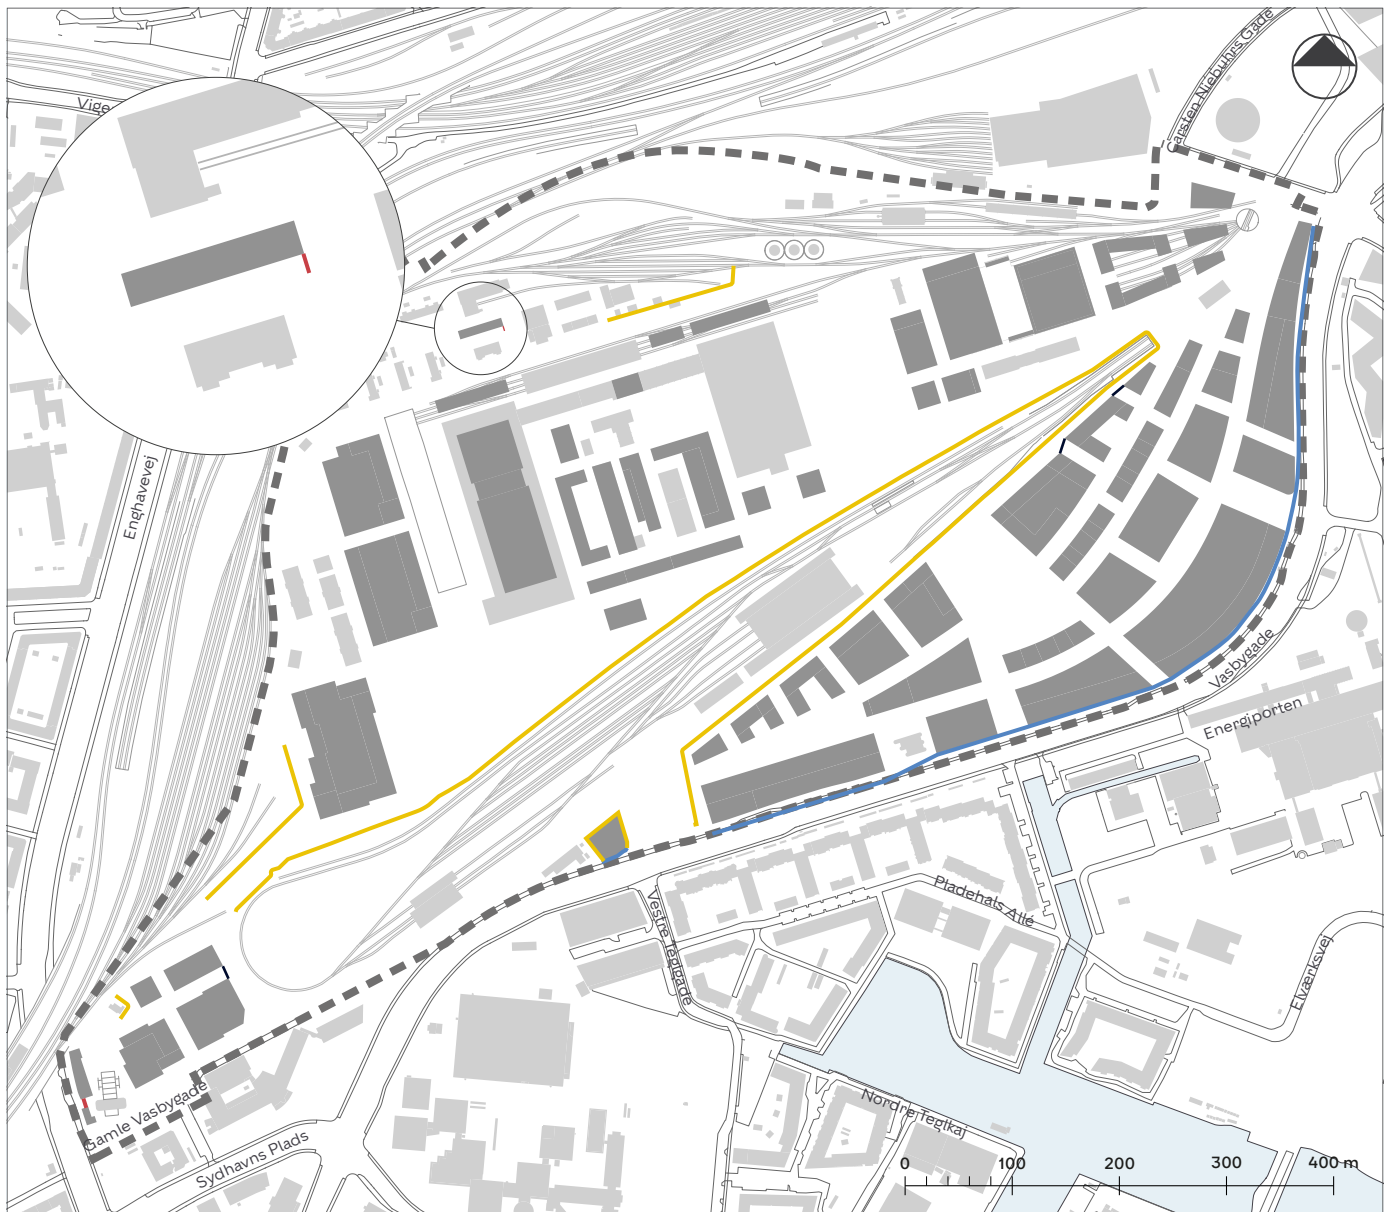 Carsten Niebuhrs Gade
Vige
Enghavevej
Vasbygade
Energiporten
Pladehals Allé
Vestre Teglgade
Elværksvej
Nordre Teglkaj
Gamle Vasbygade
Sydhavns Plads
0 100 200 300 400 m